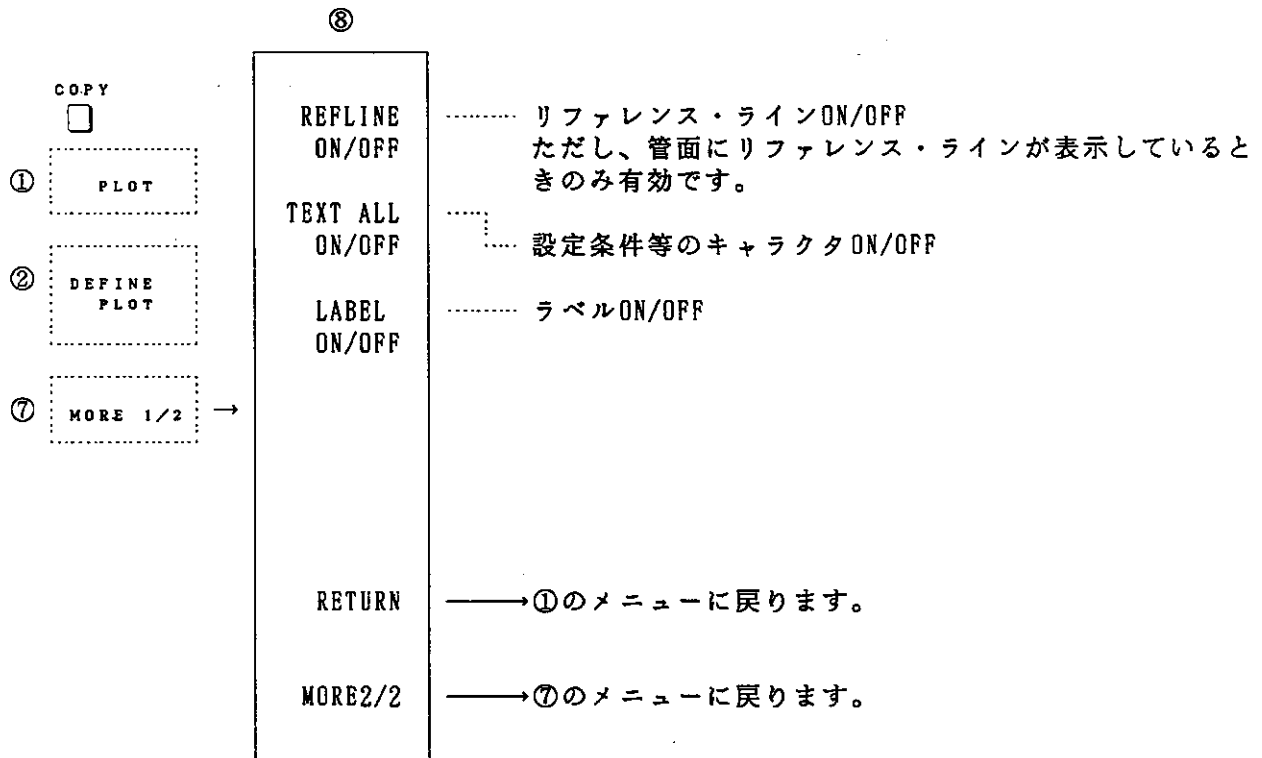 ⑧
COPY
① PLOT
② DEFINE
PLOT
⑦ MORE 1/2 →
REFLINE ……… リファレンス・ラインON/OFF
ON/OFF ただし、管面にリファレンス・ラインが表示していると
きのみ有効です。
TEXT ALL
ON/OFF …… 設定条件等のキャラクタON/OFF
LABEL ……… ラベルON/OFF
ON/OFF
RETURN ―→①のメニューに戻ります。
MORE2/2 ―→⑦のメニューに戻ります。